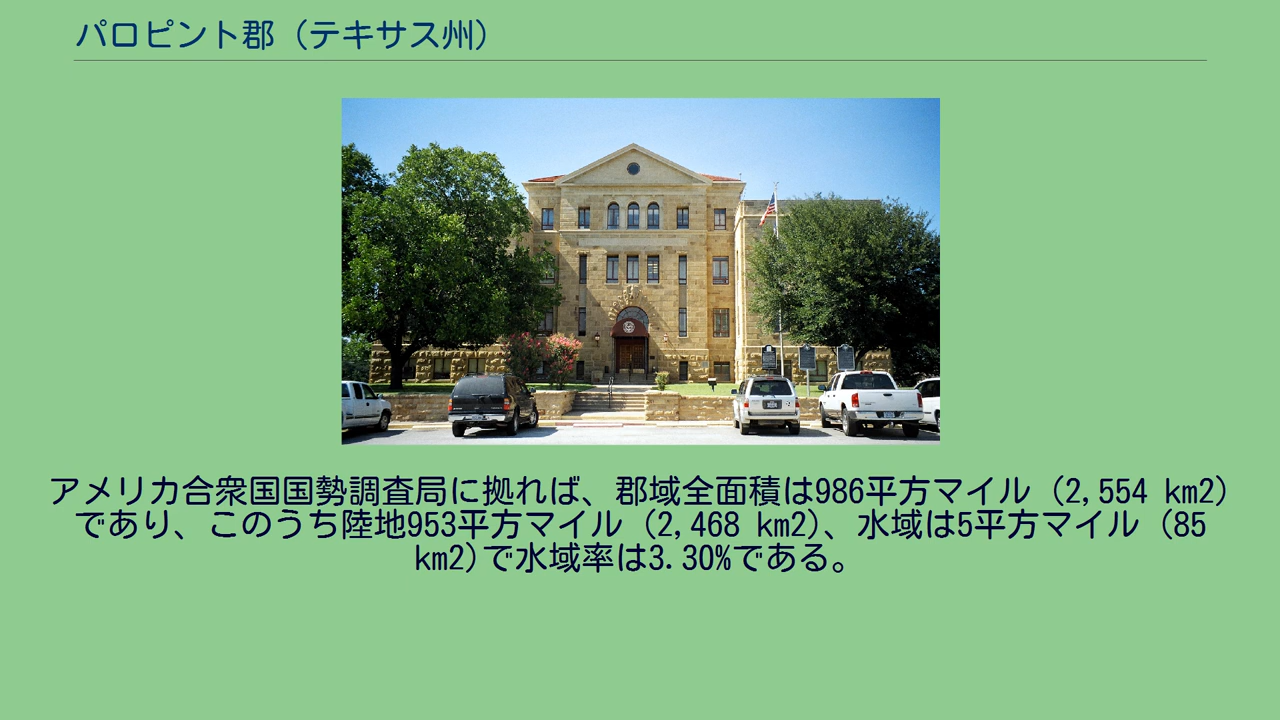 パロピント郡（テキサス州）
アメリカ合衆国国勢調査局に拠れば、郡域全面積は986平方マイル（2,554 km2）
であり、このうち陸地953平方マイル（2,468 km2)、水域は5平方マイル（85
km2)で水域率は3.30%である。